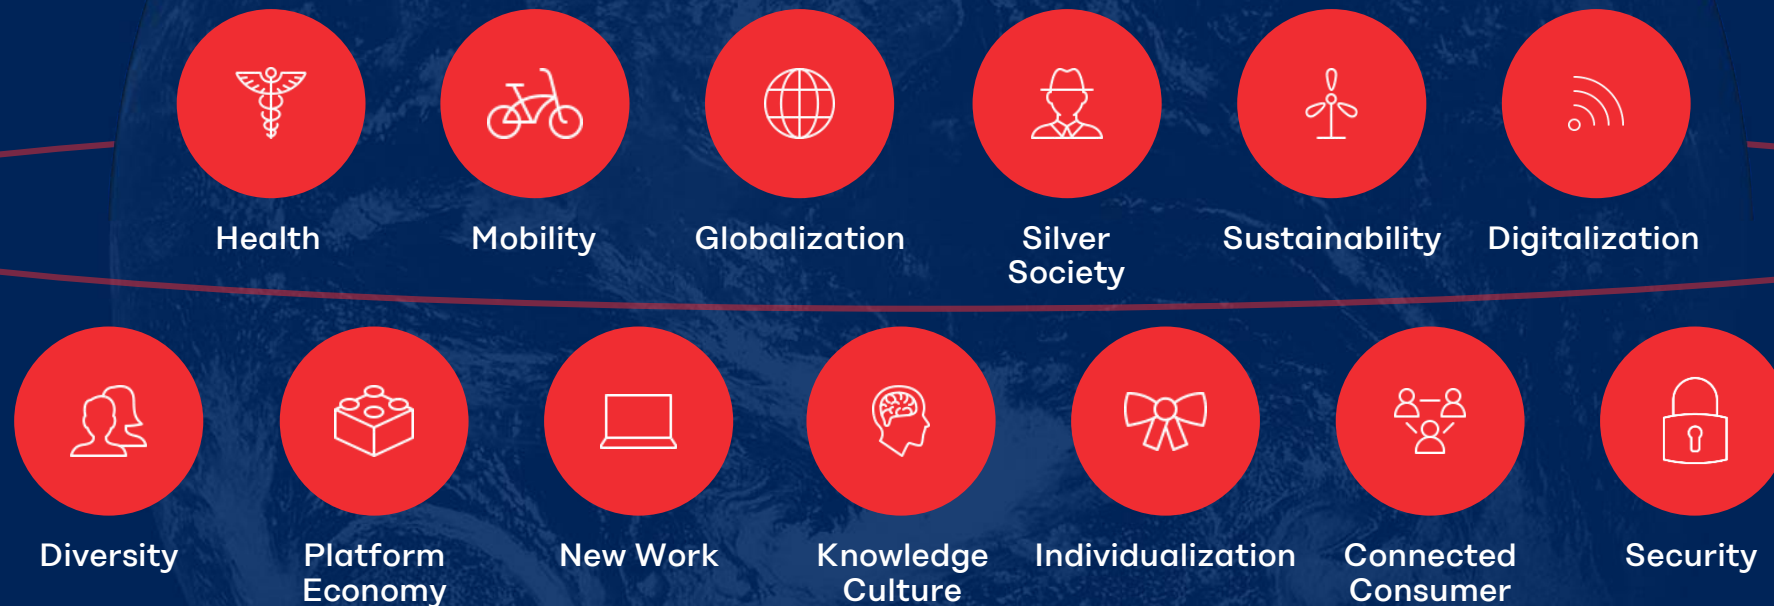 Health
Mobility
Globalization
Silver
Society
Sustainability
Digitalization
Diversity
Platform
Economy
New Work
Knowledge
Culture
Individualization
Connected
Consumer
Security